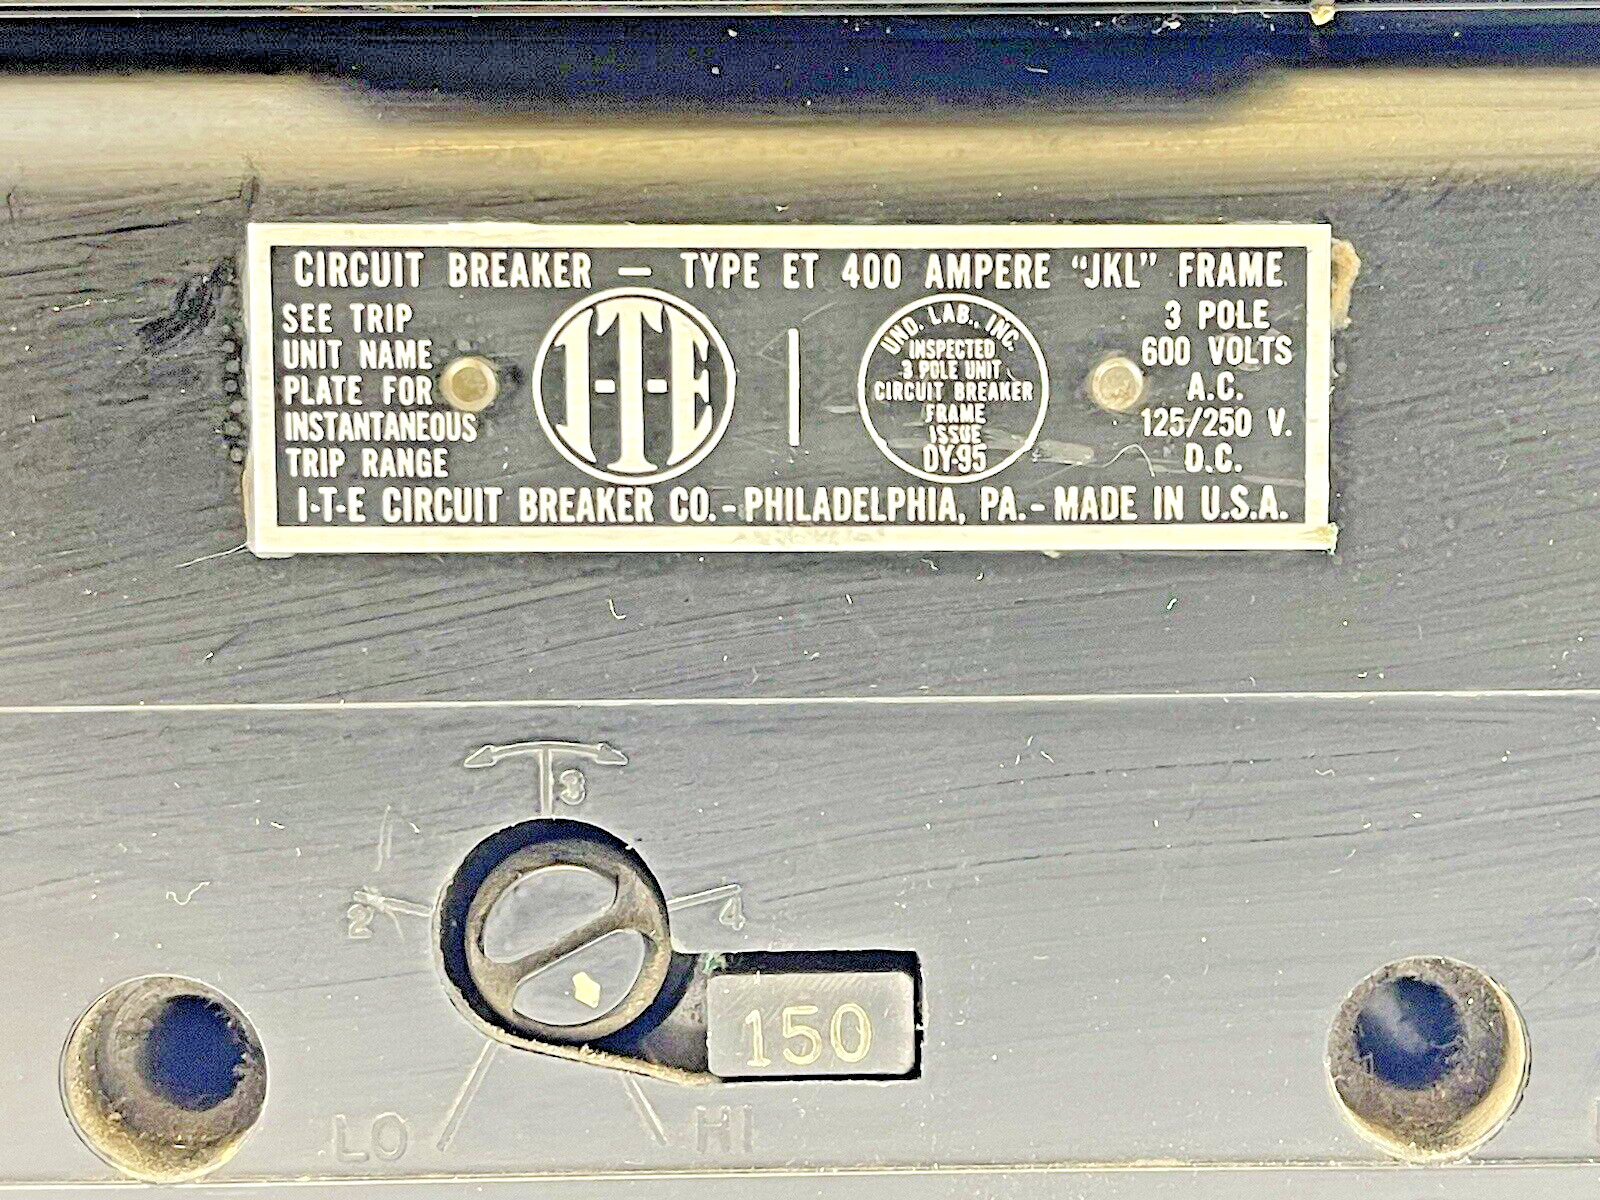 CIRCUIT BREAKER — TYPE ET 400 AMPERE "JKL" FRAME
SEE TRIP
UNIT NAME
PLATE FOR
INSTANTANEOUS
TRIP RANGE
I-T-E
UND. LAB., INC.
INSPECTED
3 POLE UNIT
CIRCUIT BREAKER
FRAME
ISSUE
DY-95
3 POLE
600 VOLTS
A.C.
125/250 V.
D.C.
I-T-E CIRCUIT BREAKER CO.-PHILADELPHIA, PA.-MADE IN U.S.A.
3
2
4
150
LO
HI